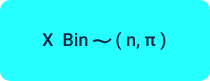 X Bin ~ ( n, π )